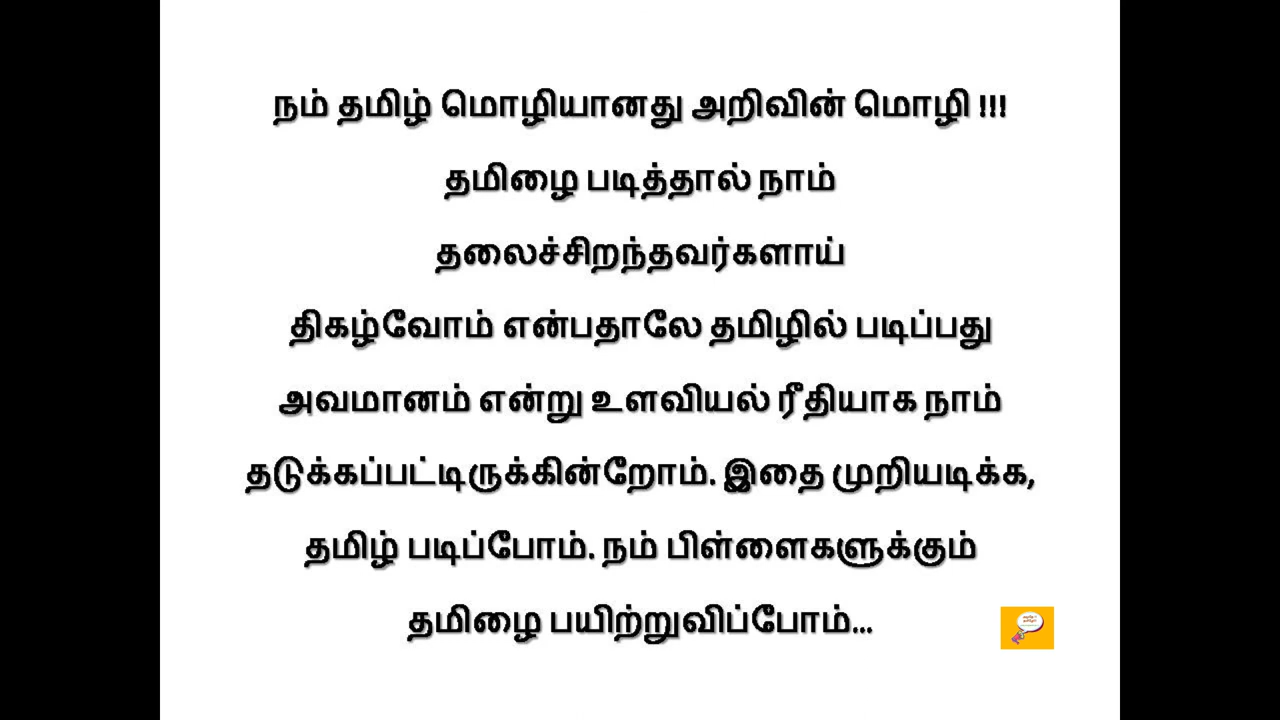 நம் தமிழ் மொழியானது அறிவின் மொழி !!!
தமிழை படித்தால் நாம்
தலைச்சிறந்தவர்களாய்
திகழ்வோம் என்பதாலே தமிழில் படிப்பது
அவமானம் என்று உளவியல் ரீதியாக நாம்
தடுக்கப்பட்டிருக்கின்றோம். இதை முறியடிக்க,
தமிழ் படிப்போம். நம் பிள்ளைகளுக்கும்
தமிழை பயிற்றுவிப்போம்...